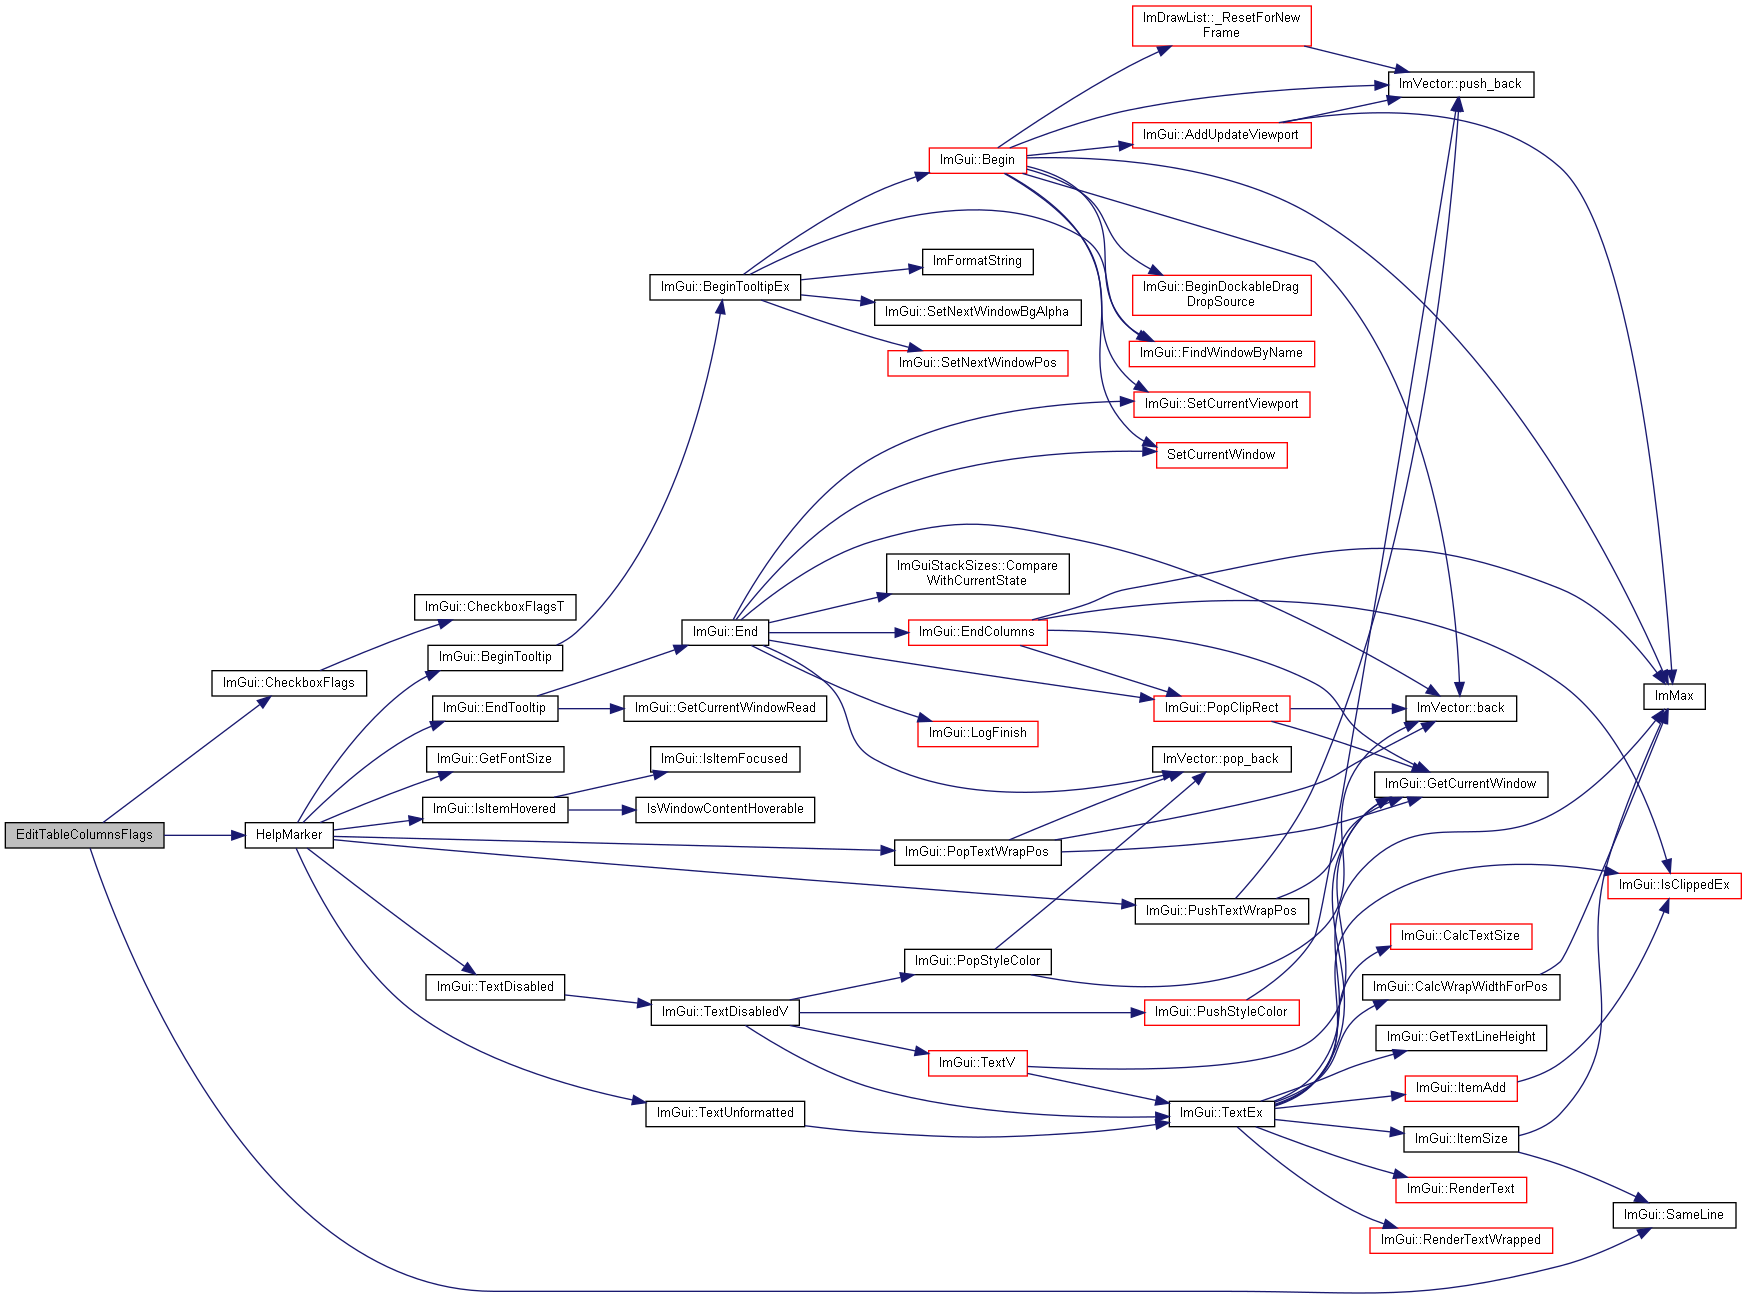 ImDrawList::_ResetForNew
Frame
ImVector::push_back
ImGui::AddUpdateViewport
ImGui::Begin
ImFormatString
ImGui::BeginTooltipEx
ImGui::BeginDockableDrag
DropSource
ImGui::SetNextWindowBgAlpha
ImGui::FindWindowByName
ImGui::SetNextWindowPos
ImGui::SetCurrentViewport
SetCurrentWindow
ImGuiStackSizes::Compare
WithCurrentState
ImGui::CheckboxFlagsT
ImGui::End
ImGui::EndColumns
ImGui::BeginTooltip
ImGui::CheckboxFlags
ImMax
ImGui::EndTooltip
ImGui::GetCurrentWindowRead
ImGui::PopClipRect
ImVector::back
ImGui::LogFinish
ImGui::GetFontSize
ImGui::IsItemFocused
ImVector::pop_back
ImGui::GetCurrentWindow
ImGui::IsItemHovered
IsWindowContentHoverable
EditTableColumnsFlags
HelpMarker
ImGui::PopTextWrapPos
ImGui::IsClippedEx
ImGui::PushTextWrapPos
ImGui::CalcTextSize
ImGui::PopStyleColor
ImGui::TextDisabled
ImGui::CalcWrapWidthForPos
ImGui::TextDisabledV
ImGui::PushStyleColor
ImGui::GetTextLineHeight
ImGui::TextV
ImGui::ItemAdd
ImGui::TextUnformatted
ImGui::TextEx
ImGui::ItemSize
ImGui::RenderText
ImGui::SameLine
ImGui::RenderTextWrapped